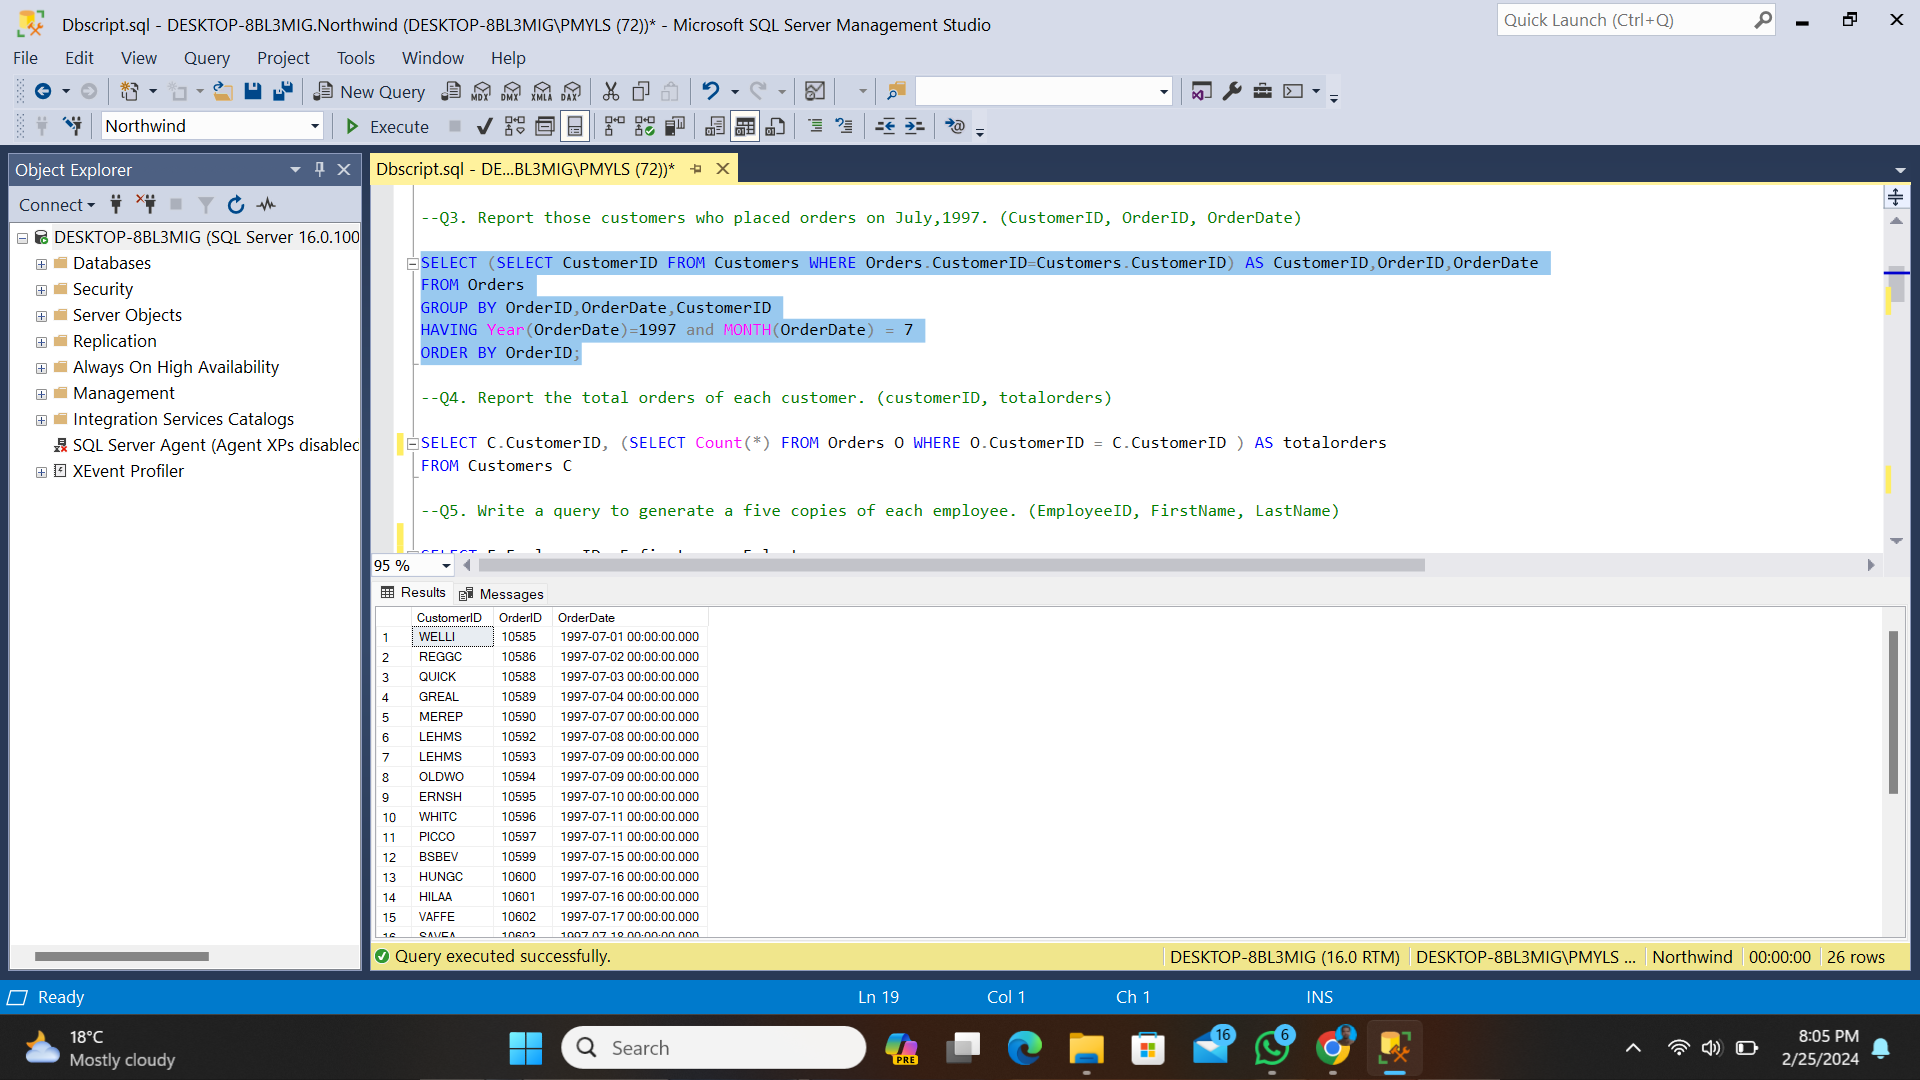 Dbscript.sql - DESKTOP-8BL3MIG.Northwind (DESKTOP-8BL3MIG\PMYLS (72))* - Microsoft SQL Server Management Studio
Quick Launch (Ctrl+Q)
File Edit View Query Project Tools Window Help
New Query MDX DMX XMLA DAX
Northwind Execute
Object Explorer
Connect
DESKTOP-8BL3MIG (SQL Server 16.0.100
Databases
Security
Server Objects
Replication
Always On High Availability
Management
Integration Services Catalogs
SQL Server Agent (Agent XPs disabled
XEvent Profiler
Dbscript.sql - DE...BL3MIG\PMYLS (72))*
--Q3. Report those customers who placed orders on July,1997. (CustomerID, OrderID, OrderDate)
SELECT (SELECT CustomerID FROM Customers WHERE Orders.CustomerID=Customers.CustomerID) AS CustomerID,OrderID,OrderDate
FROM Orders
GROUP BY OrderID,OrderDate,CustomerID
HAVING Year(OrderDate)=1997 and MONTH(OrderDate) = 7
ORDER BY OrderID;
--Q4. Report the total orders of each customer. (customerID, totalorders)
SELECT C.CustomerID, (SELECT Count(*) FROM Orders O WHERE O.CustomerID = C.CustomerID ) AS totalorders
FROM Customers C
--Q5. Write a query to generate a five copies of each employee. (EmployeeID, FirstName, LastName)
95 %
Results Messages
CustomerID OrderID OrderDate
1 WELLI 10585 1997-07-01 00:00:00.000
2 REGGC 10586 1997-07-02 00:00:00.000
3 QUICK 10588 1997-07-03 00:00:00.000
4 GREAL 10589 1997-07-04 00:00:00.000
5 MEREP 10590 1997-07-07 00:00:00.000
6 LEHMS 10592 1997-07-08 00:00:00.000
7 LEHMS 10593 1997-07-09 00:00:00.000
8 OLDWO 10594 1997-07-09 00:00:00.000
9 ERNSH 10595 1997-07-10 00:00:00.000
10 WHITC 10596 1997-07-11 00:00:00.000
11 PICCO 10597 1997-07-11 00:00:00.000
12 BSBEV 10599 1997-07-15 00:00:00.000
13 HUNGC 10600 1997-07-16 00:00:00.000
14 HILAA 10601 1997-07-16 00:00:00.000
15 VAFFE 10602 1997-07-17 00:00:00.000
16 SAVEA 10603 1997-07-18 00:00:00.000
Query executed successfully. DESKTOP-8BL3MIG (16.0 RTM) DESKTOP-8BL3MIG\PMYLS ... Northwind 00:00:00 26 rows
Ready Ln 19 Col 1 Ch 1 INS
18°C
Mostly cloudy
Search
PRE
16
6
8:05 PM
2/25/2024